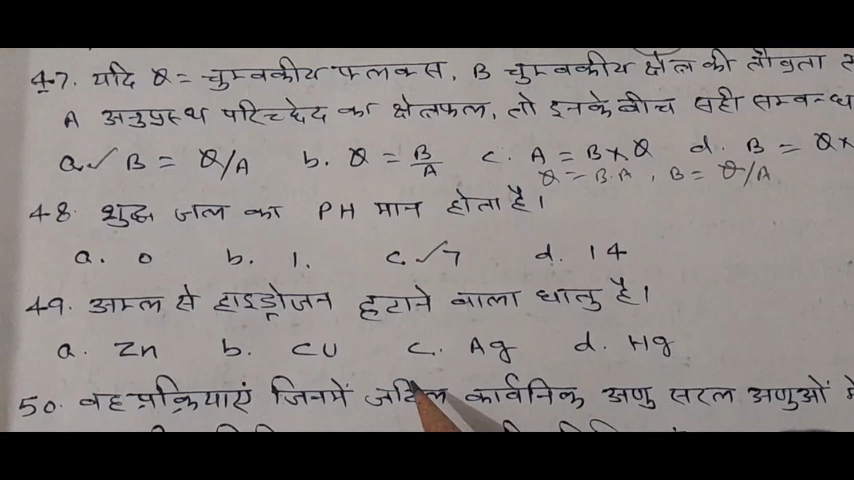 47. यदि Ø = चुम्बकीय फ्लक्स, B चुम्बकीय क्षेत्र की तीव्रता
A अनुप्रस्थ परिच्छेद का क्षेत्रफल, तो इनके बीच सही सम्बन्ध
a.✓ B = Ø/A b. Ø = B/A c. A = B×Ø d. B = Ø×
Ø = B.A, B = Ø/A
48. शुद्ध जल का PH मान होता है।
a. 0 b. 1. c.✓7 d. 14
49. अम्ल से हाइड्रोजन हटाने वाला धातु है।
a. Zn b. CU c. Ag d. Hg
50. वह प्रक्रियाएं जिनमें जटिल कार्बनिक अणु सरल अणुओं में